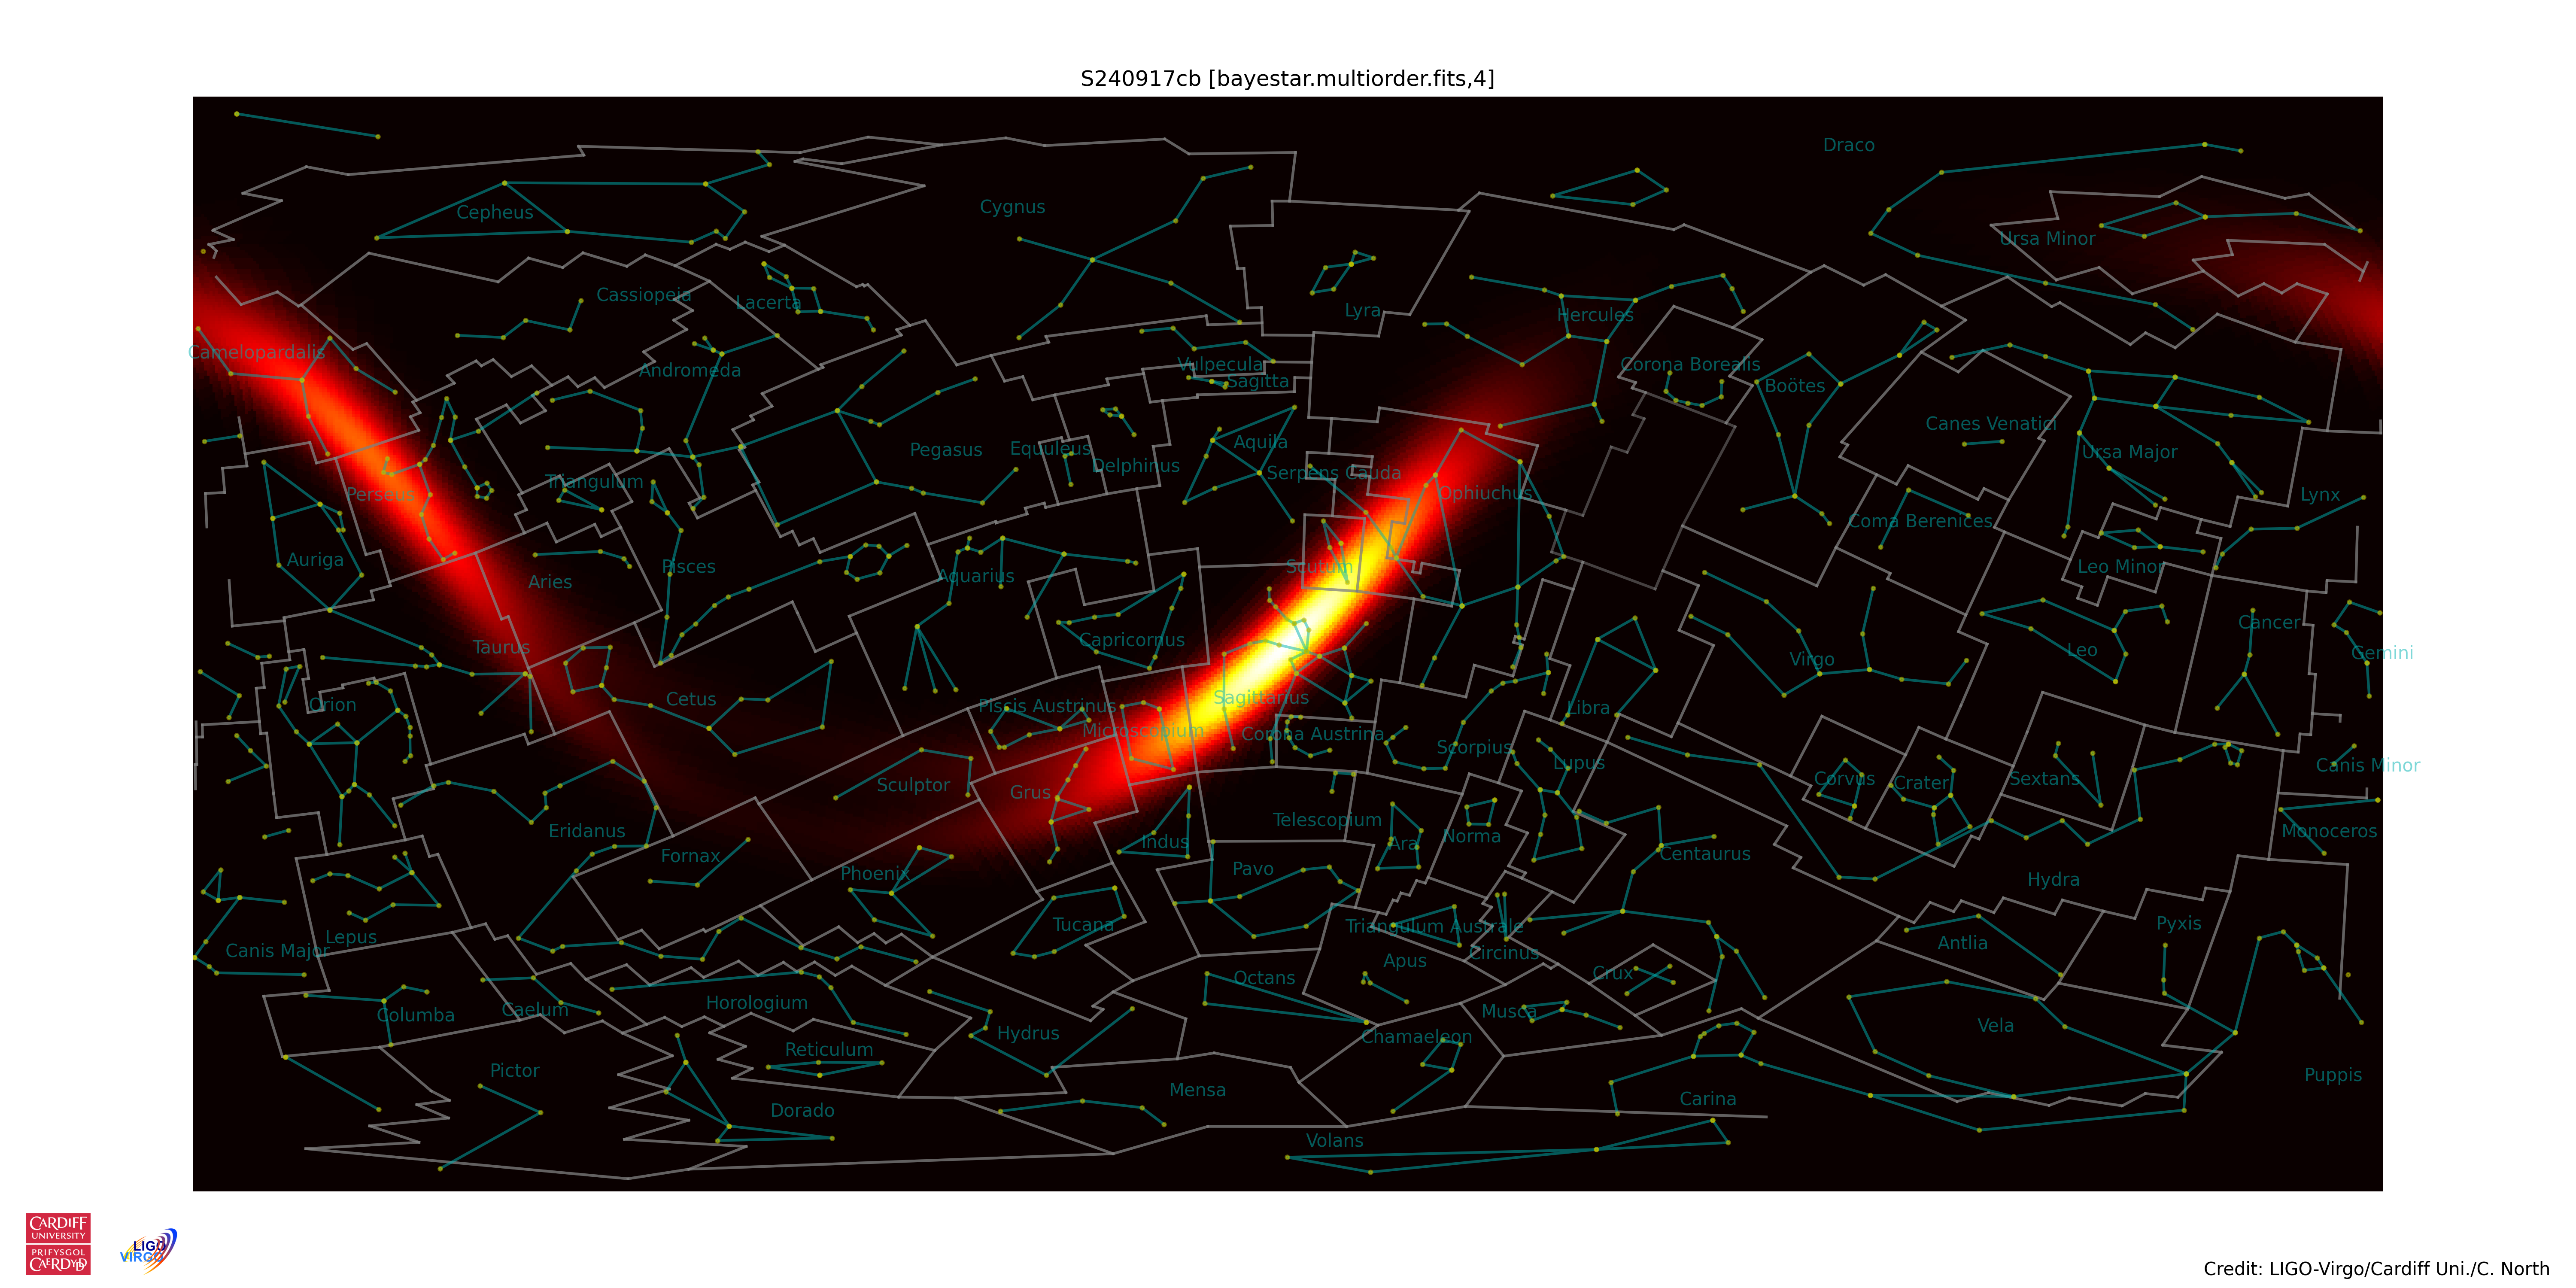 S240917cb [bayestar.multiorder.fits,4]
Draco
Cepheus
Cygnus
Ursa Minor
Cassiopeia
Lacerta
Lyra
Hercules
Camelopardalis
Andromeda
Vulpecula
Sagitta
Corona Borealis
Boötes
Canes Venatici
Pegasus
Equuleus
Delphinus
Aquila
Serpens Cauda
Ophiuchus
Ursa Major
Lynx
Perseus
Triangulum
Coma Berenices
Auriga
Aries
Pisces
Aquarius
Scutum
Leo Minor
Taurus
Capricornus
Virgo
Leo
Cancer
Gemini
Orion
Cetus
Piscis Austrinus
Sagittarius
Libra
Microscopium
Corona Austrina
Scorpius
Lupus
Canis Minor
Sculptor
Grus
Corvus
Crater
Sextans
Eridanus
Fornax
Phoenix
Indus
Telescopium
Ara
Norma
Centaurus
Monoceros
Pavo
Hydra
Canis Major
Lepus
Tucana
Triangulum Australe
Circinus
Antlia
Pyxis
Octans
Apus
Crux
Columba
Caelum
Horologium
Hydrus
Musca
Chamaeleon
Vela
Pictor
Reticulum
Mensa
Puppis
Dorado
Carina
Volans
CARDIFF
UNIVERSITY
PRIFYSGOL
CAERDYDD
LIGO
VIRGO
Credit: LIGO-Virgo/Cardiff Uni./C. North